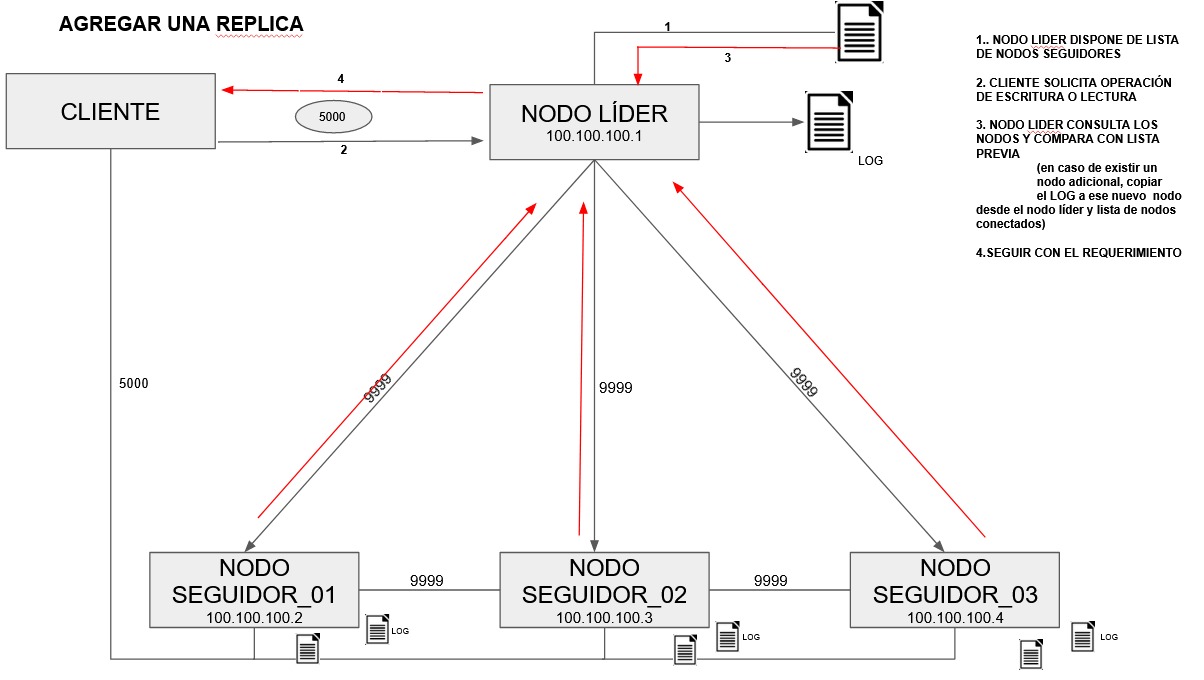 AGREGAR UNA REPLICA
1
3
4
5000
2
CLIENTE
NODO LÍDER
100.100.100.1
LOG
1.. NODO LIDER DISPONE DE LISTA
DE NODOS SEGUIDORES
2. CLIENTE SOLICITA OPERACIÓN
DE ESCRITURA O LECTURA
3. NODO LIDER CONSULTA LOS
NODOS Y COMPARA CON LISTA
PREVIA
(en caso de existir un
nodo adicional, copiar
el LOG a ese nuevo nodo
desde el nodo líder y lista de nodos
conectados)
4.SEGUIR CON EL REQUERIMIENTO
5000
9999
9999
9999
NODO
SEGUIDOR_01
100.100.100.2
9999
NODO
SEGUIDOR_02
100.100.100.3
9999
NODO
SEGUIDOR_03
100.100.100.4
LOG
LOG
LOG